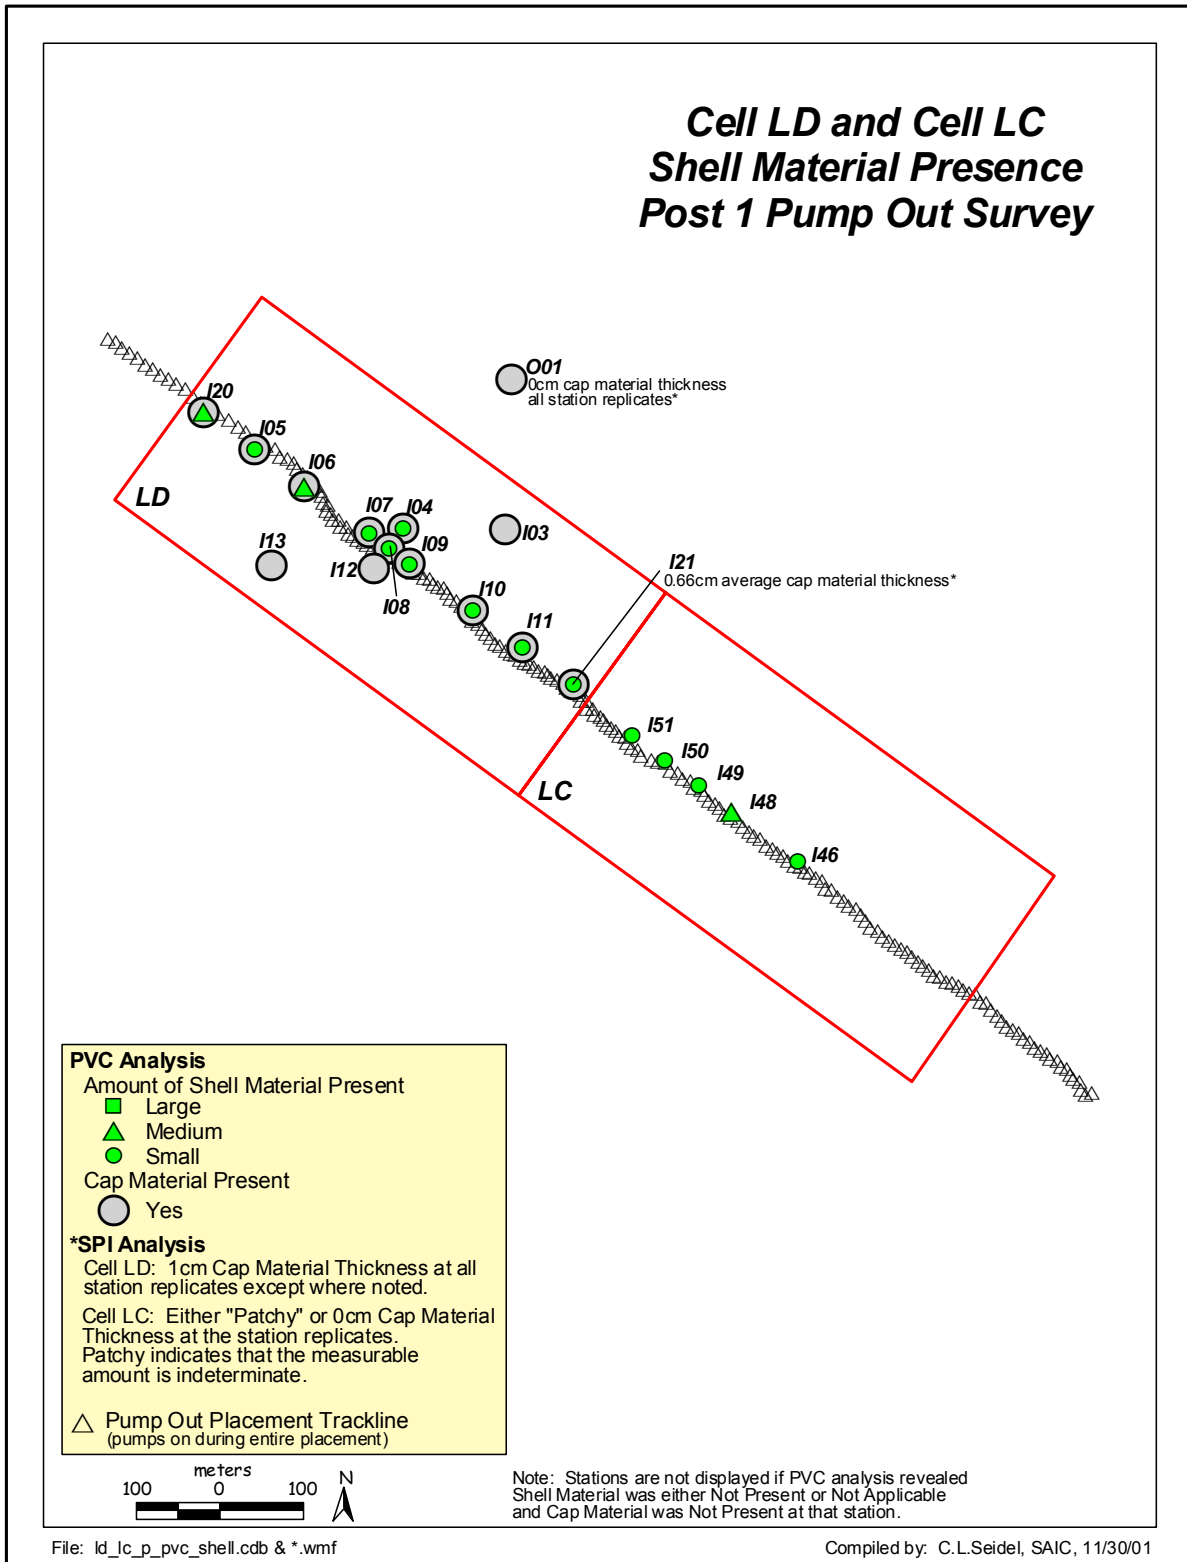 Cell LD and Cell LC
Shell Material Presence
Post 1 Pump Out Survey
O01
0cm cap material thickness
all station replicates*
I20
I05
I06
LD
I07
I04
I03
I13
I12
I09
I08
I21
0.66cm average cap material thickness*
I10
I11
I51
I50
I49
LC
I48
I46
PVC Analysis
Amount of Shell Material Present
Large
Medium
Small
Cap Material Present
Yes
*SPI Analysis
Cell LD: 1cm Cap Material Thickness at all
station replicates except where noted.
Cell LC: Either "Patchy" or 0cm Cap Material
Thickness at the station replicates.
Patchy indicates that the measurable
amount is indeterminate.
Pump Out Placement Trackline
(pumps on during entire placement)
meters
100 0 100
N
Note: Stations are not displayed if PVC analysis revealed
Shell Material was either Not Present or Not Applicable
and Cap Material was Not Present at that station.
File: ld_lc_p_pvc_shell.cdb & *.wmf
Compiled by: C.L.Seidel, SAIC, 11/30/01